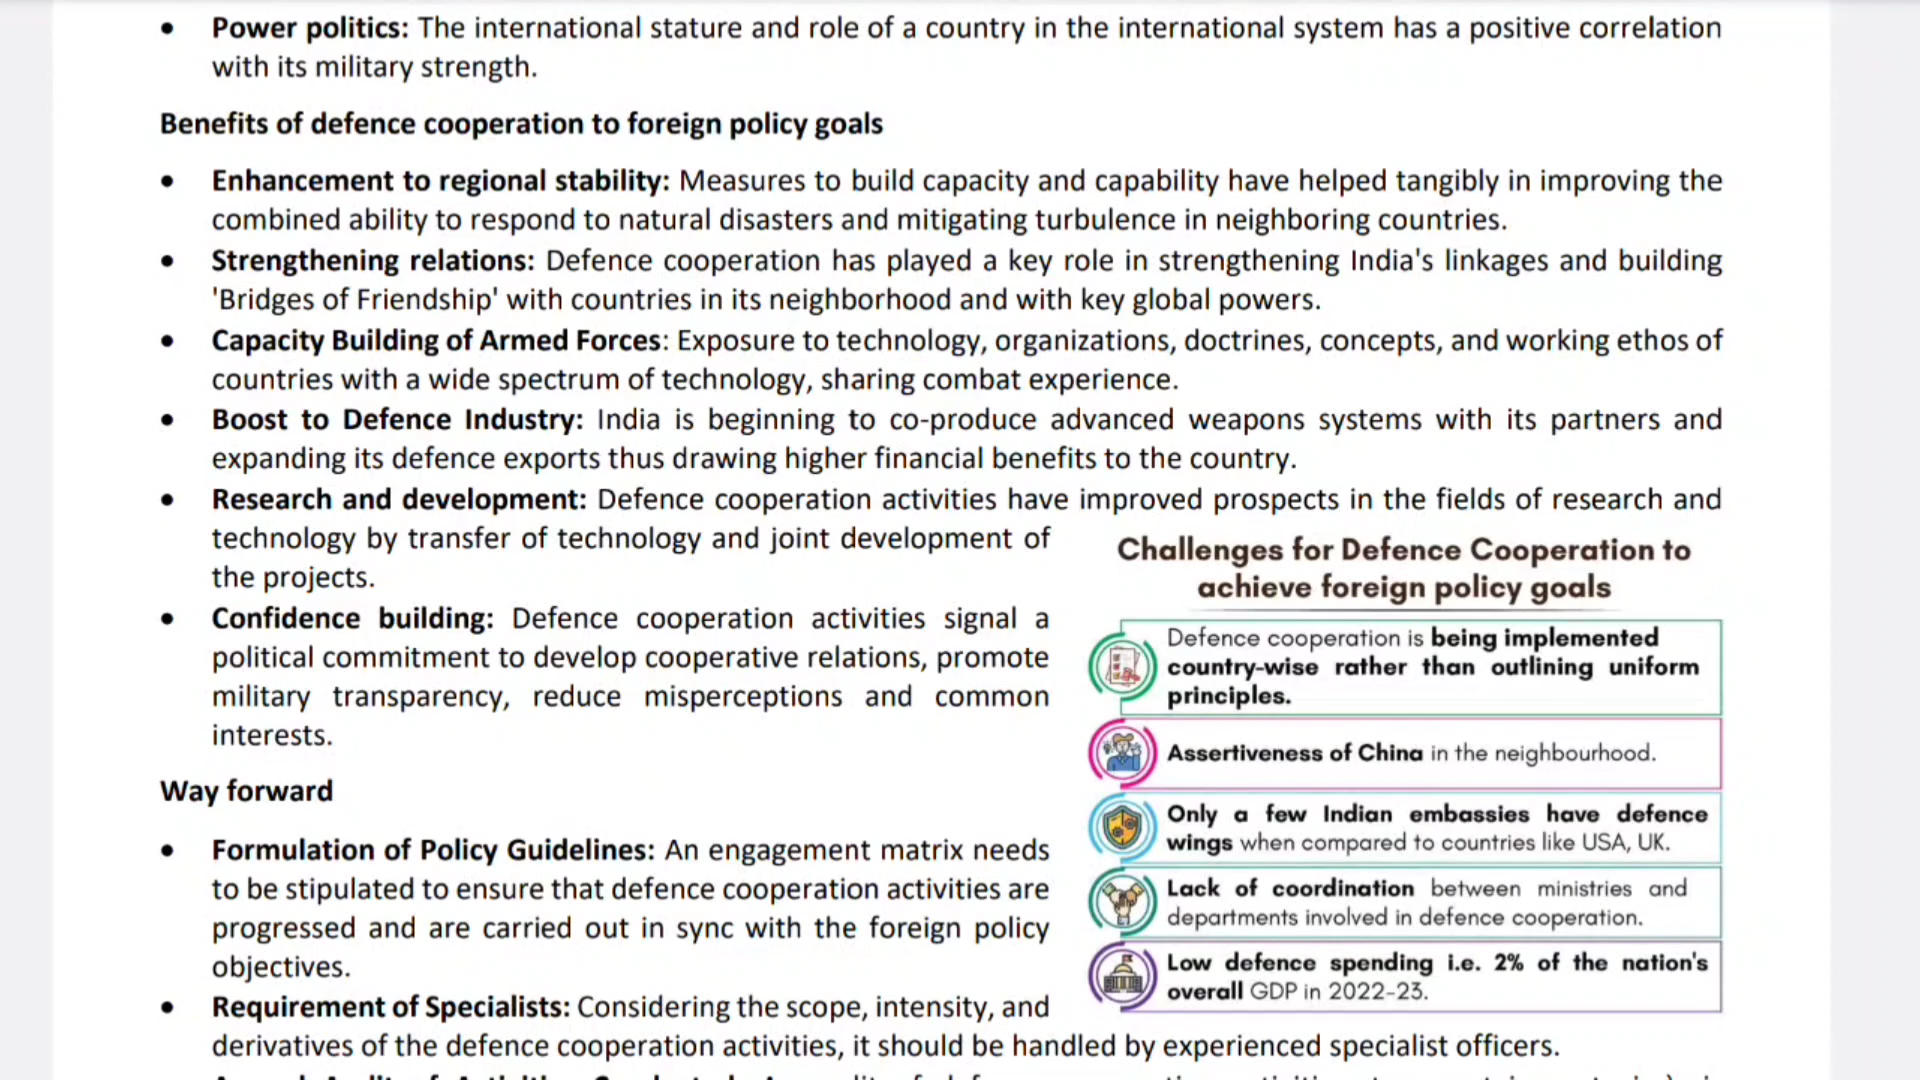 • Power politics: The international stature and role of a country in the international system has a positive correlation
with its military strength.
Benefits of defence cooperation to foreign policy goals
• Enhancement to regional stability: Measures to build capacity and capability have helped tangibly in improving the
combined ability to respond to natural disasters and mitigating turbulence in neighboring countries.
• Strengthening relations: Defence cooperation has played a key role in strengthening India's linkages and building
'Bridges of Friendship' with countries in its neighborhood and with key global powers.
• Capacity Building of Armed Forces: Exposure to technology, organizations, doctrines, concepts, and working ethos of
countries with a wide spectrum of technology, sharing combat experience.
• Boost to Defence Industry: India is beginning to co-produce advanced weapons systems with its partners and
expanding its defence exports thus drawing higher financial benefits to the country.
• Research and development: Defence cooperation activities have improved prospects in the fields of research and
technology by transfer of technology and joint development of
the projects.
• Confidence building: Defence cooperation activities signal a
political commitment to develop cooperative relations, promote
military transparency, reduce misperceptions and common
interests.
Way forward
• Formulation of Policy Guidelines: An engagement matrix needs
to be stipulated to ensure that defence cooperation activities are
progressed and are carried out in sync with the foreign policy
objectives.
• Requirement of Specialists: Considering the scope, intensity, and
derivatives of the defence cooperation activities, it should be handled by experienced specialist officers.
Challenges for Defence Cooperation to
achieve foreign policy goals
Defence cooperation is being implemented
country-wise rather than outlining uniform
principles.
Assertiveness of China in the neighbourhood.
Only a few Indian embassies have defence
wings when compared to countries like USA, UK.
Lack of coordination between ministries and
departments involved in defence cooperation.
Low defence spending i.e. 2% of the nation's
overall GDP in 2022-23.